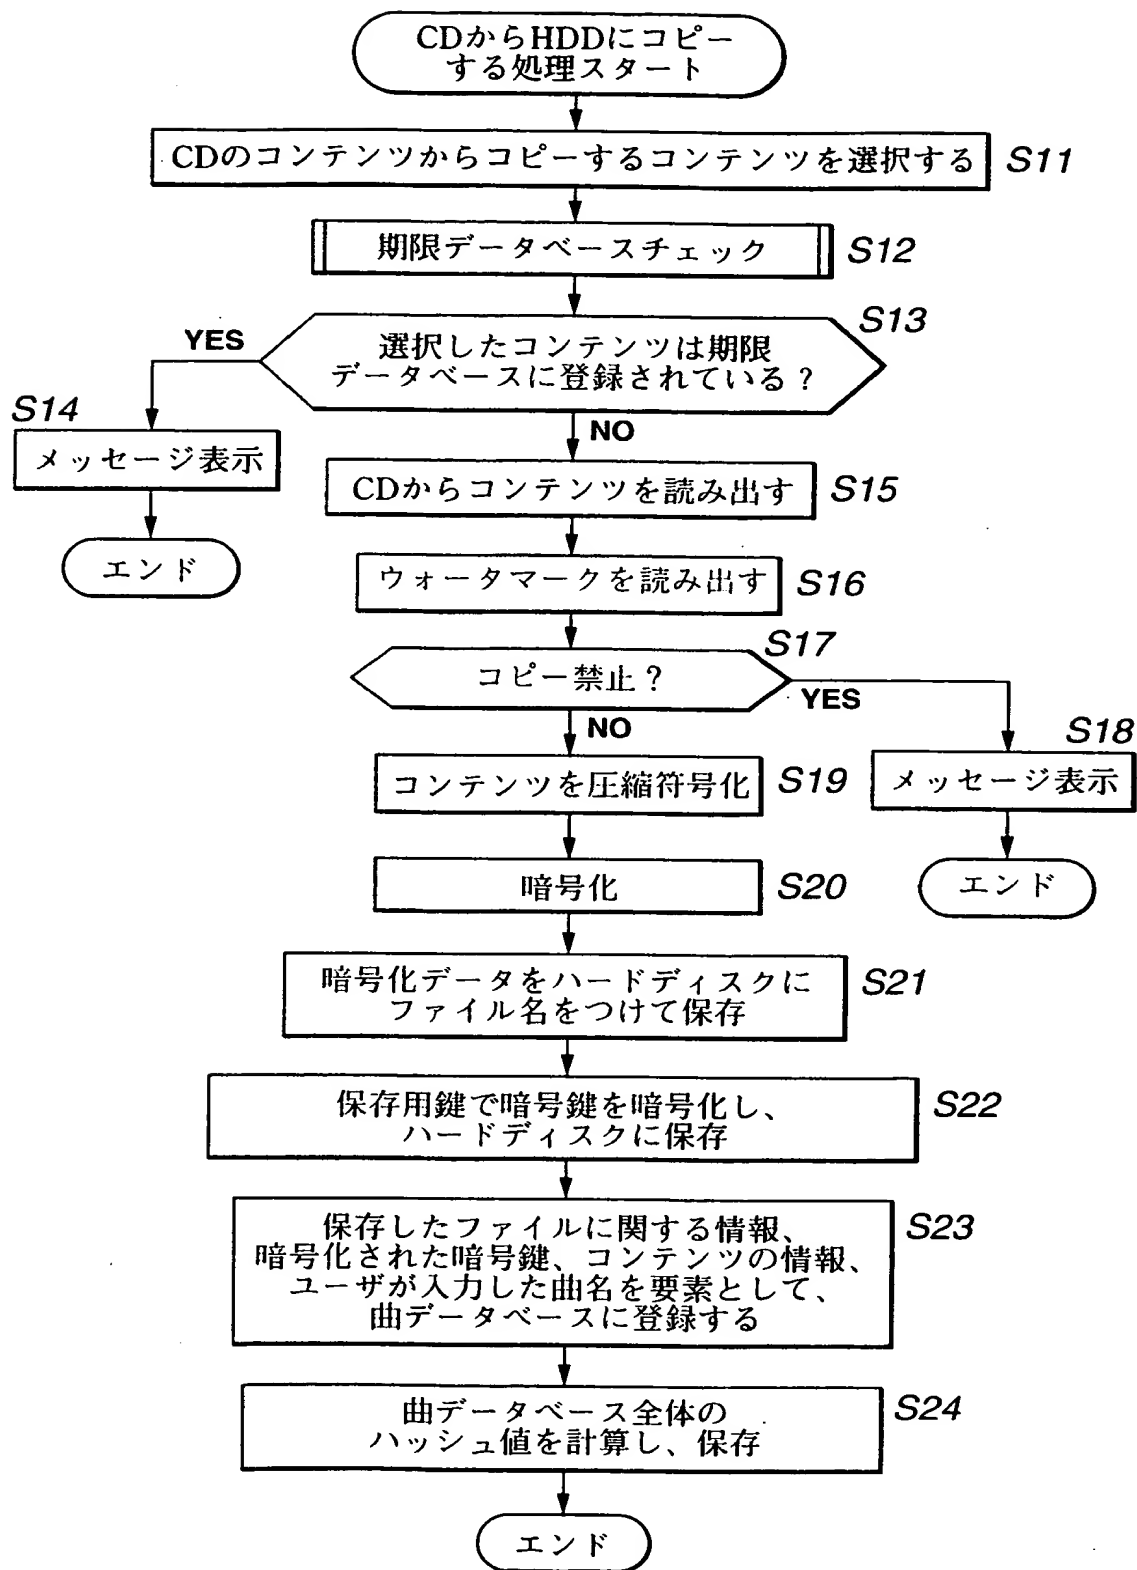 CDからHDDにコピー
する処理スタート
CDのコンテンツからコピーするコンテンツを選択する
S11
期限データベースチェック
S12
S13
選択したコンテンツは期限
データベースに登録されている？
YES
NO
S14
メッセージ表示
エンド
CDからコンテンツを読み出す
S15
ウォータマークを読み出す
S16
S17
コピー禁止？
YES
NO
S18
メッセージ表示
エンド
コンテンツを圧縮符号化
S19
暗号化
S20
暗号化データをハードディスクに
ファイル名をつけて保存
S21
保存用鍵で暗号鍵を暗号化し、
ハードディスクに保存
S22
保存したファイルに関する情報、
暗号化された暗号鍵、コンテンツの情報、
ユーザが入力した曲名を要素として、
曲データベースに登録する
S23
曲データベース全体の
ハッシュ値を計算し、保存
S24
エンド